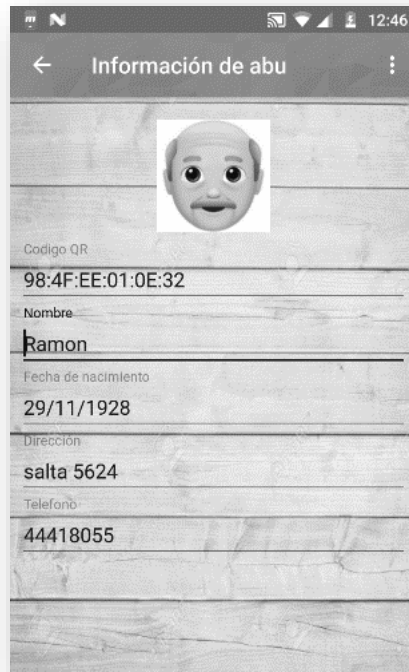 12:46
Información de abu
Codigo QR
98:4F:EE:01:0E:32
Nombre
Ramon
Fecha de nacimiento
29/11/1928
Dirección
salta 5624
Telefono
44418055